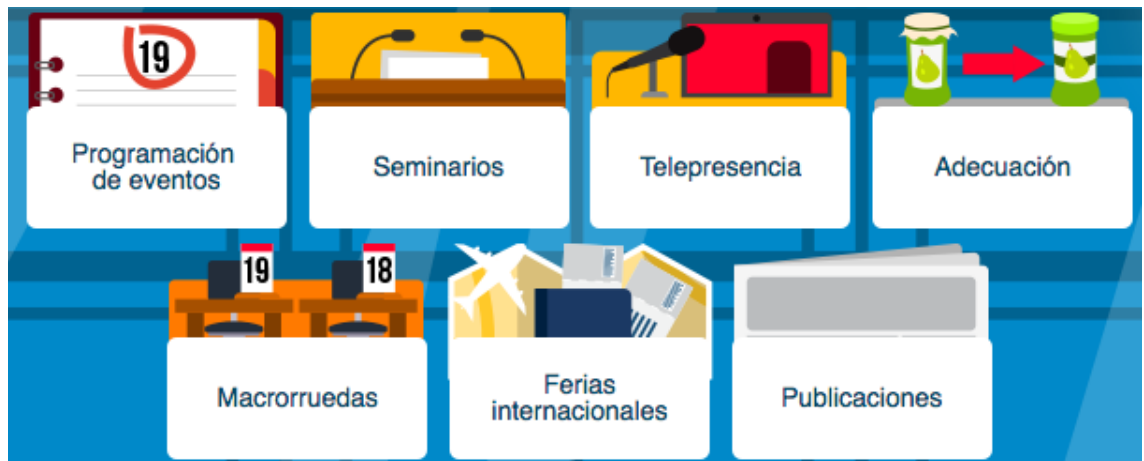 19
Programación
de eventos
Seminarios
Telepresencia
Adecuación
19
18
Macrorruedas
Ferias
internacionales
Publicaciones